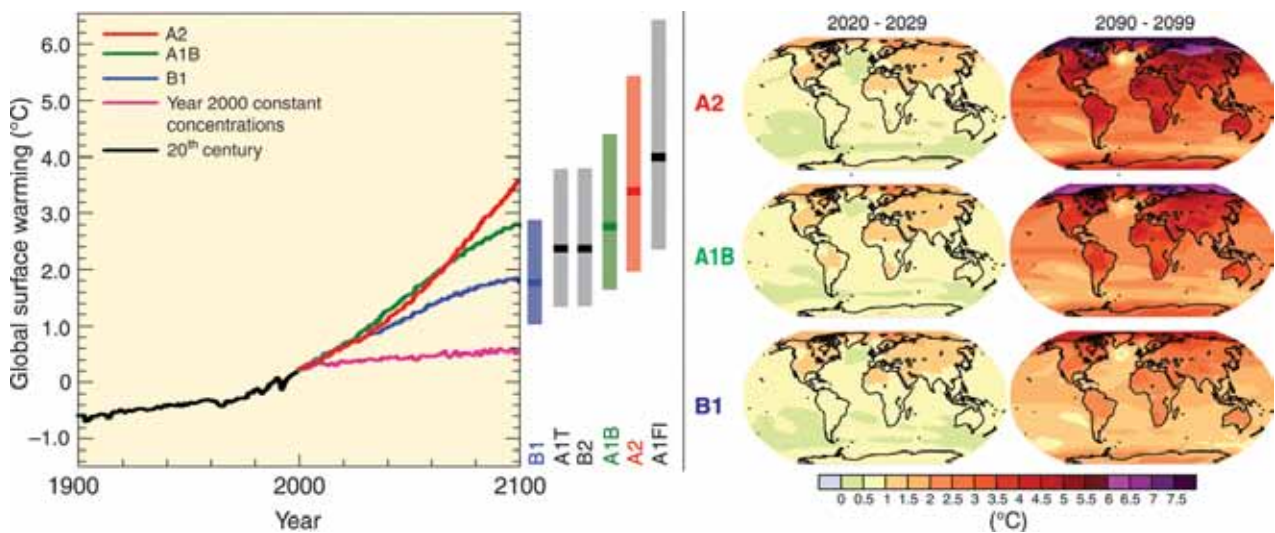 6.0
5.0
4.0
3.0
2.0
1.0
0
–1.0
Global surface warming (°C)
A2
A1B
B1
Year 2000 constant
concentrations
20th century
1900
2000
2100
Year
B1
A1T
B2
A1B
A2
A1FI
2020 - 2029
2090 - 2099
A2
A1B
B1
0 0.5 1 1.5 2 2.5 3 3.5 4 4.5 5 5.5 6 6.5 7 7.5
(°C)